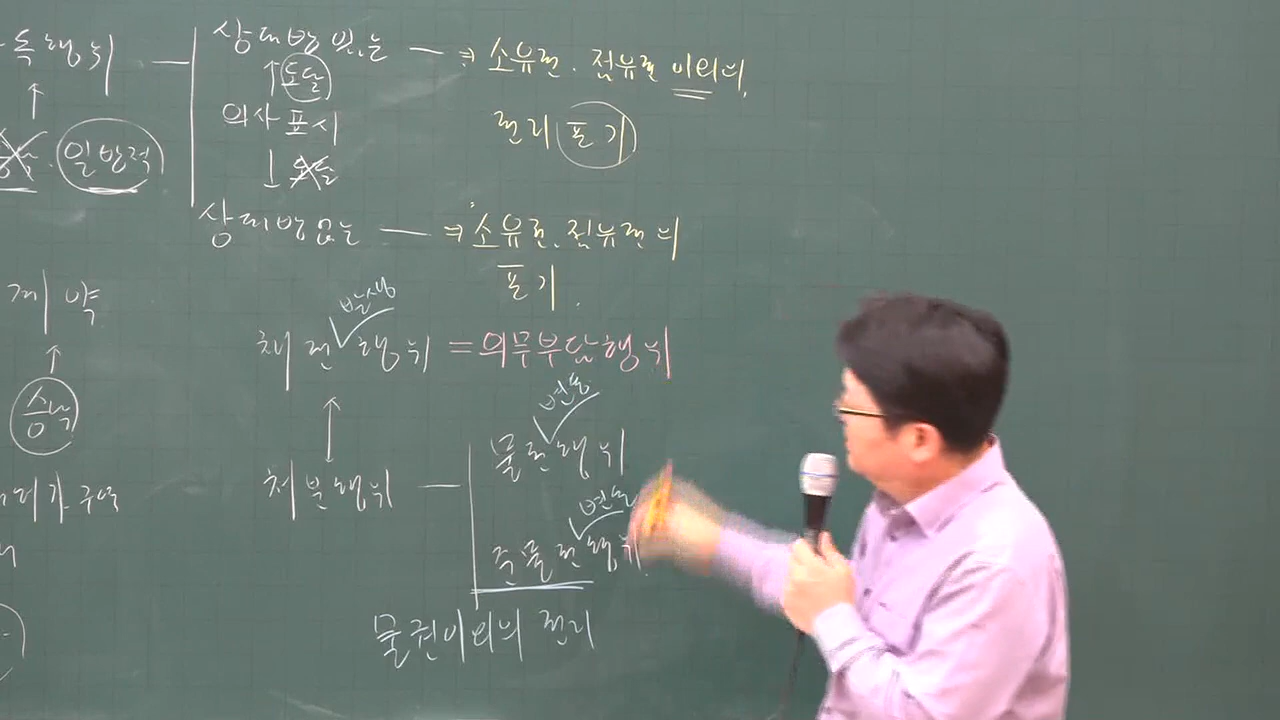 독행위 — 상대방 있는 — ⇒ 소유권. 점유권 이외의
도달
권리 포기
의사표시
일방적
상대방 없는 — ⇒ 소유권. 점유권의
포기.
계약
발생
채권행위 = 의무부담행위
승낙
변동
물권행위
처분행위 —
변동
준물권행위
물권이외의 권리